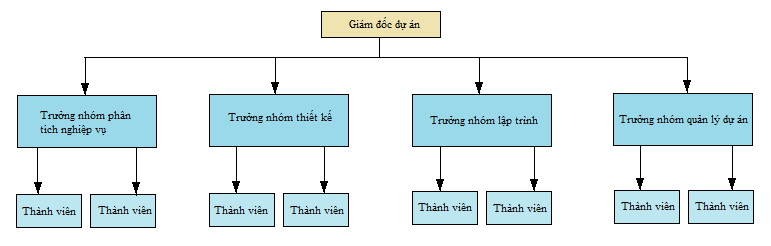 Giám đốc dự án
Trưởng nhóm phân
tích nghiệp vụ
Trưởng nhóm thiết kế
Trưởng nhóm lập trình
Trưởng nhóm quản lý dự án
Thành viên
Thành viên
Thành viên
Thành viên
Thành viên
Thành viên
Thành viên
Thành viên